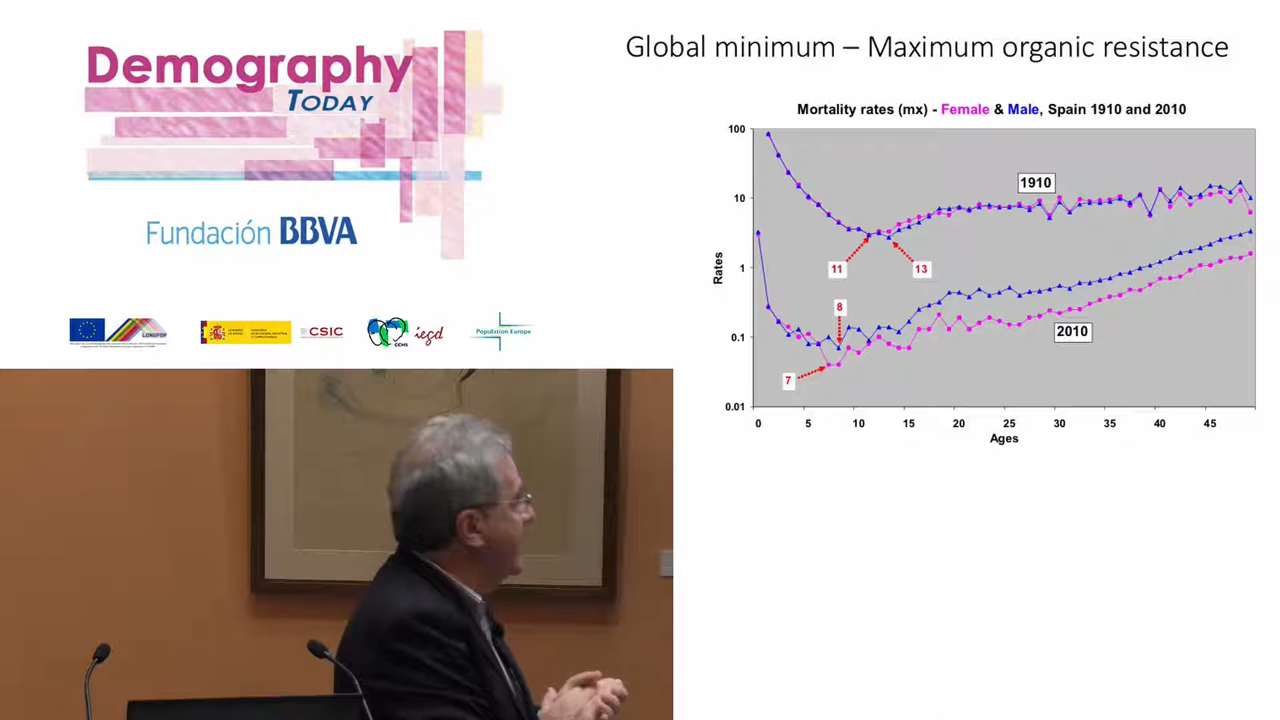 Demography
TODAY
Fundación BBVA
LONGPOP
CSIC
CCHS
iegd
Population Europe
Global minimum – Maximum organic resistance
Mortality rates (mx) - Female & Male, Spain 1910 and 2010
100
10
1
0.1
0.01
Rates
1910
11
13
8
7
2010
0
5
10
15
20
25
30
35
40
45
Ages